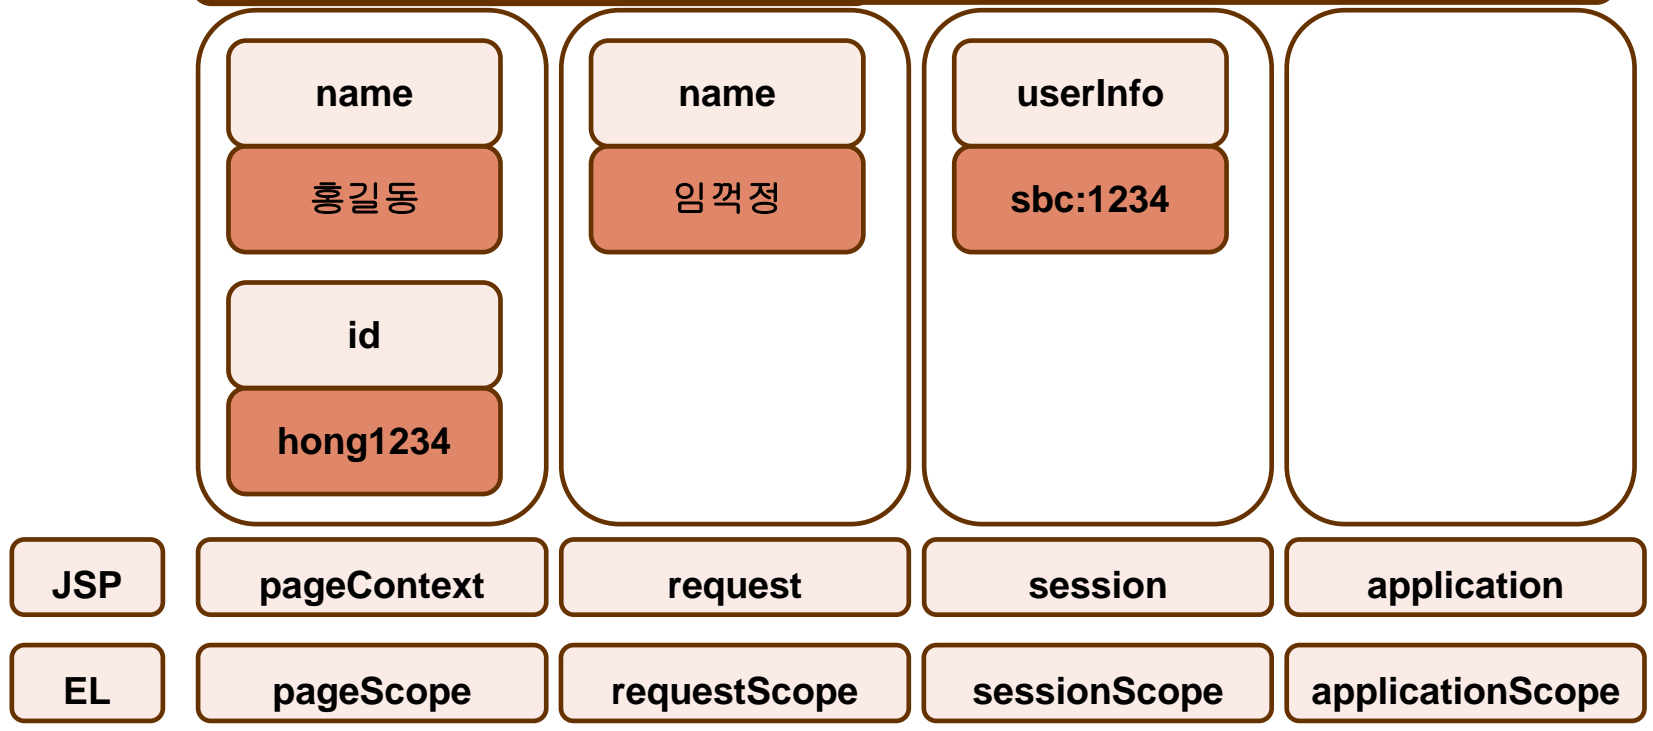 name
name
userInfo
홍길동
임꺽정
sbc:1234
id
hong1234
JSP
pageContext
request
session
application
EL
pageScope
requestScope
sessionScope
applicationScope